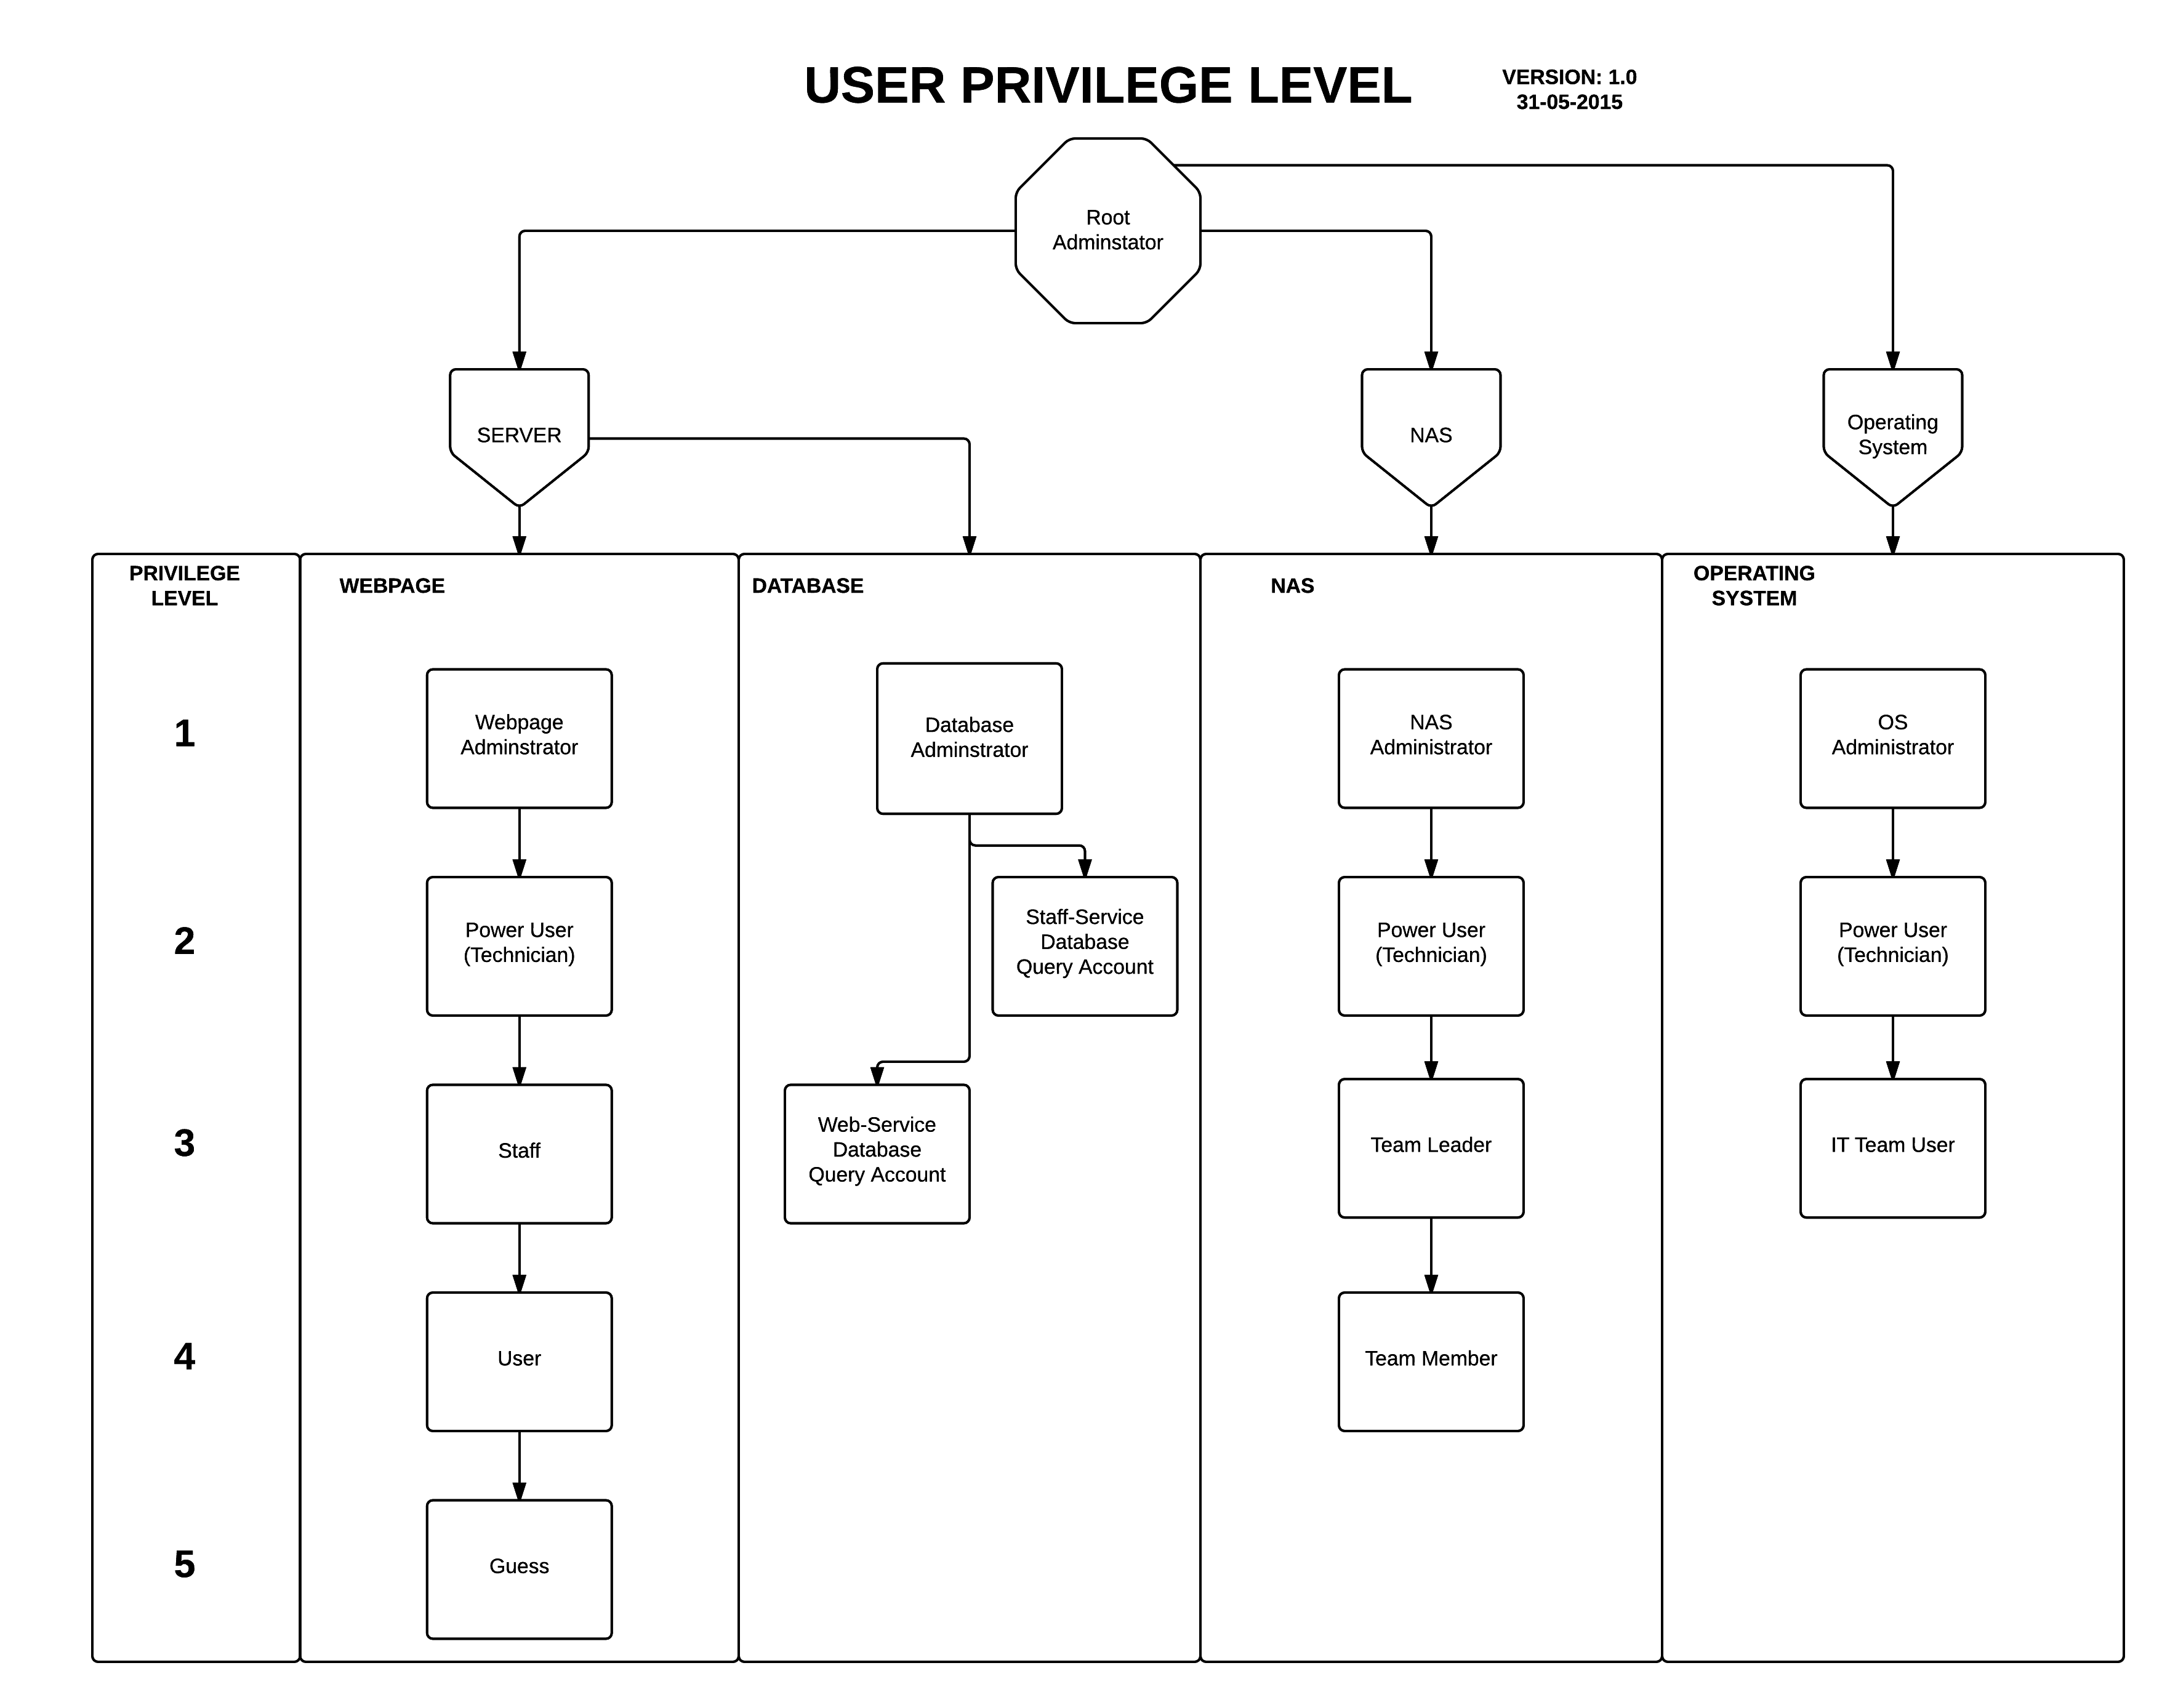 USER PRIVILEGE LEVEL
VERSION: 1.0
31-05-2015
Root
Adminstator
SERVER
NAS
Operating
System
PRIVILEGE
LEVEL
WEBPAGE
DATABASE
NAS
OPERATING
SYSTEM
1
Webpage
Adminstrator
Database
Adminstrator
NAS
Administrator
OS
Administrator
2
Power User
(Technician)
Staff-Service
Database
Query Account
Power User
(Technician)
Power User
(Technician)
3
Staff
Web-Service
Database
Query Account
Team Leader
IT Team User
4
User
Team Member
5
Guess